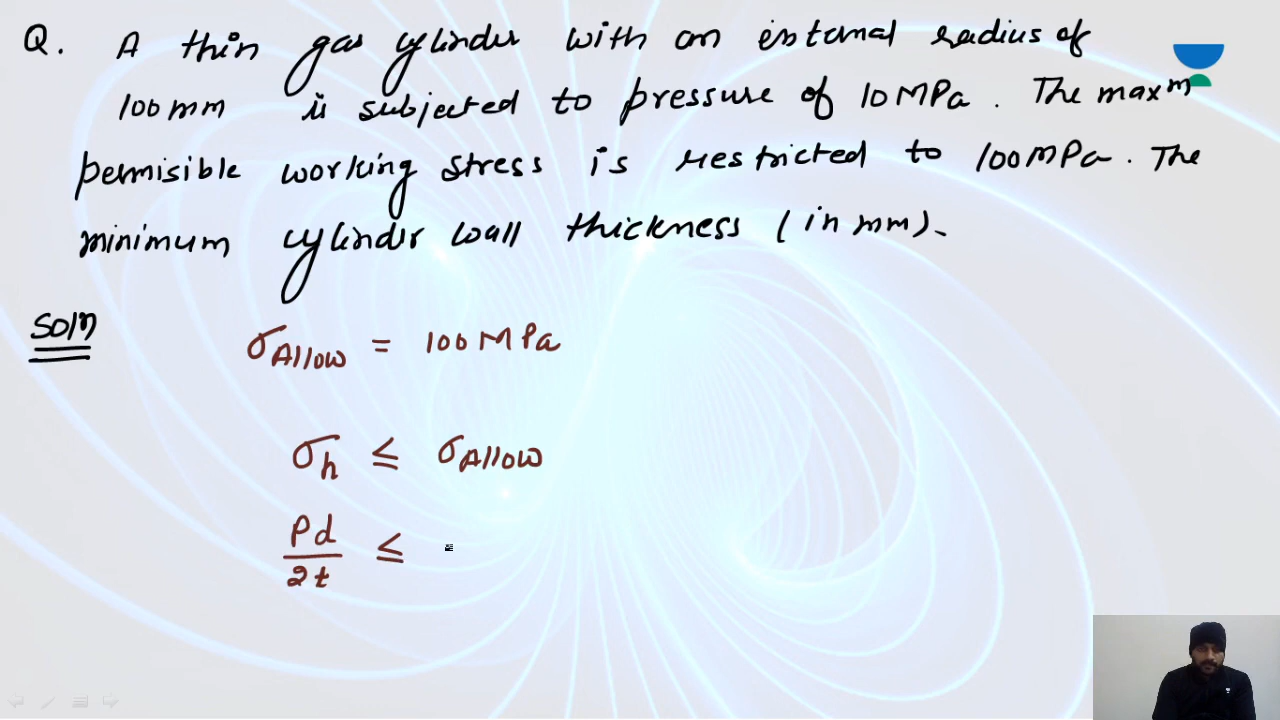 Q. A thin gas cylinder with an internal radius of
100 mm is subjected to pressure of 10 MPa. The maxm
permisible working stress is restricted to 100 MPa. The
minimum cylinder wall thickness (in mm).
Soln
σAllow = 100 MPa
σh ≤ σAllow
Pd/2t ≤